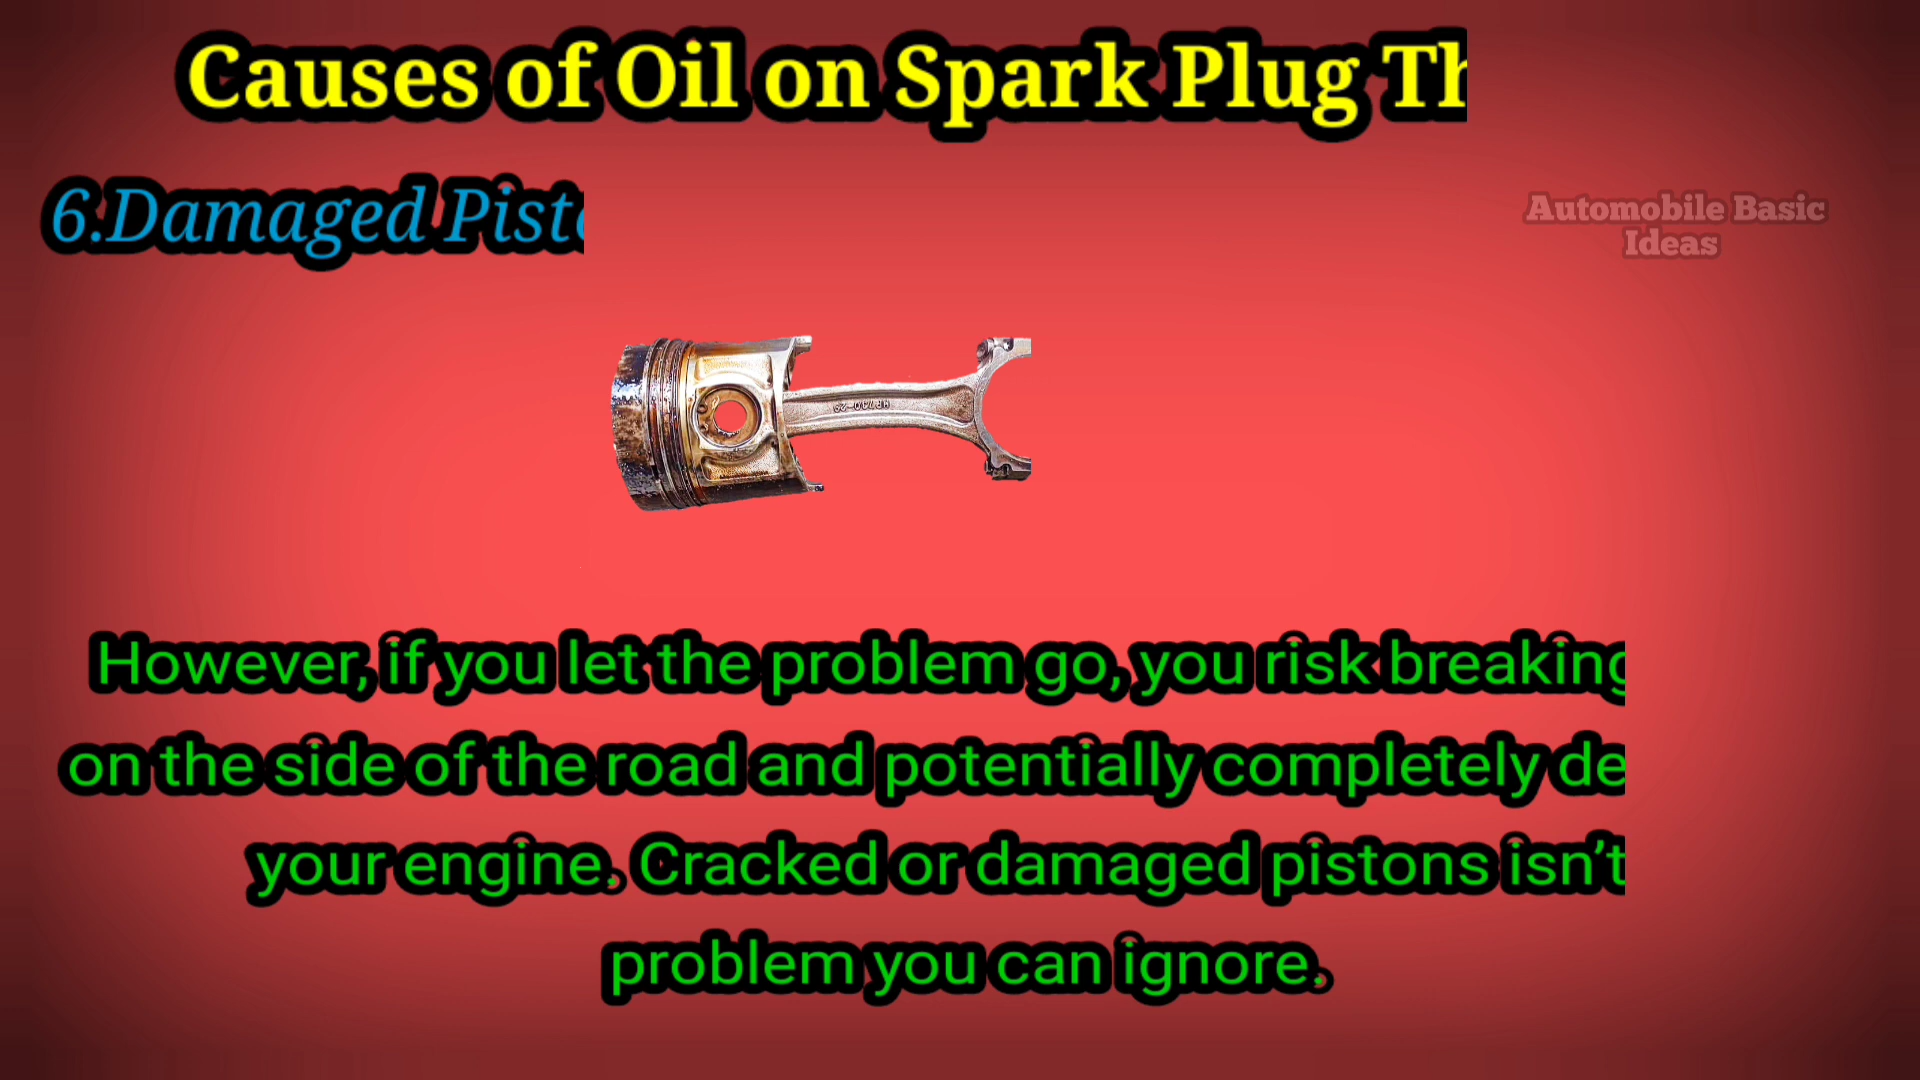 Causes of Oil on Spark Plug Th
6.Damaged Pist
Automobile Basic
Ideas
HP730-29
However, if you let the problem go, you risk breaking
on the side of the road and potentially completely de
your engine. Cracked or damaged pistons isn’t
problem you can ignore.